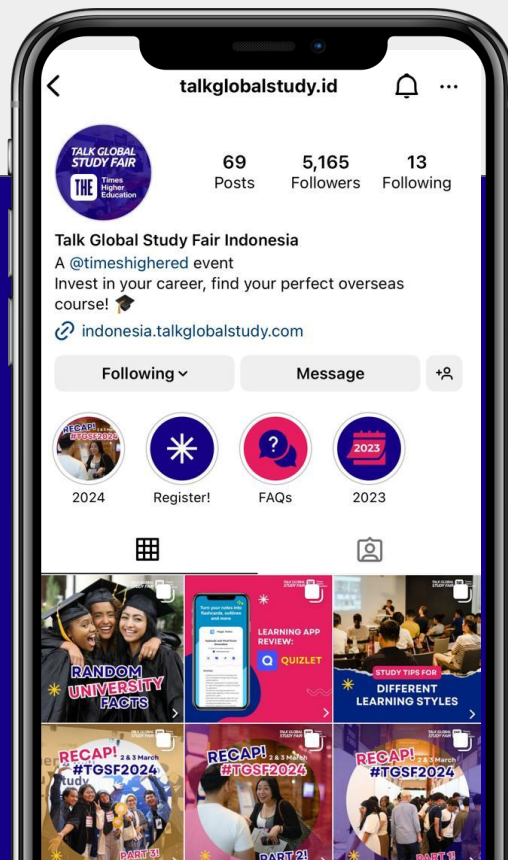 talkglobalstudy.id
TALK GLOBAL
STUDY FAIR
THE Times
Higher
Education
69 5,165 13
Posts Followers Following
Talk Global Study Fair Indonesia
A @timeshighered event
Invest in your career, find your perfect overseas
course!
indonesia.talkglobalstudy.com
Following Message
RECAP!
#TGSF2024
?
2023
2024 Register! FAQs 2023
RANDOM
UNIVERSITY
FACTS
Turn your notes into
flashcards, outlines
and more
LEARNING APP
REVIEW:
Q QUIZLET
STUDY TIPS FOR
DIFFERENT
LEARNING STYLES
RECAP! 2 & 3 March
#TGSF2024
PART 3!
RECAP! 2 & 3 March
#TGSF2024
PART 2!
RECAP! 2 & 3 March
#TGSF2024
PART 1!